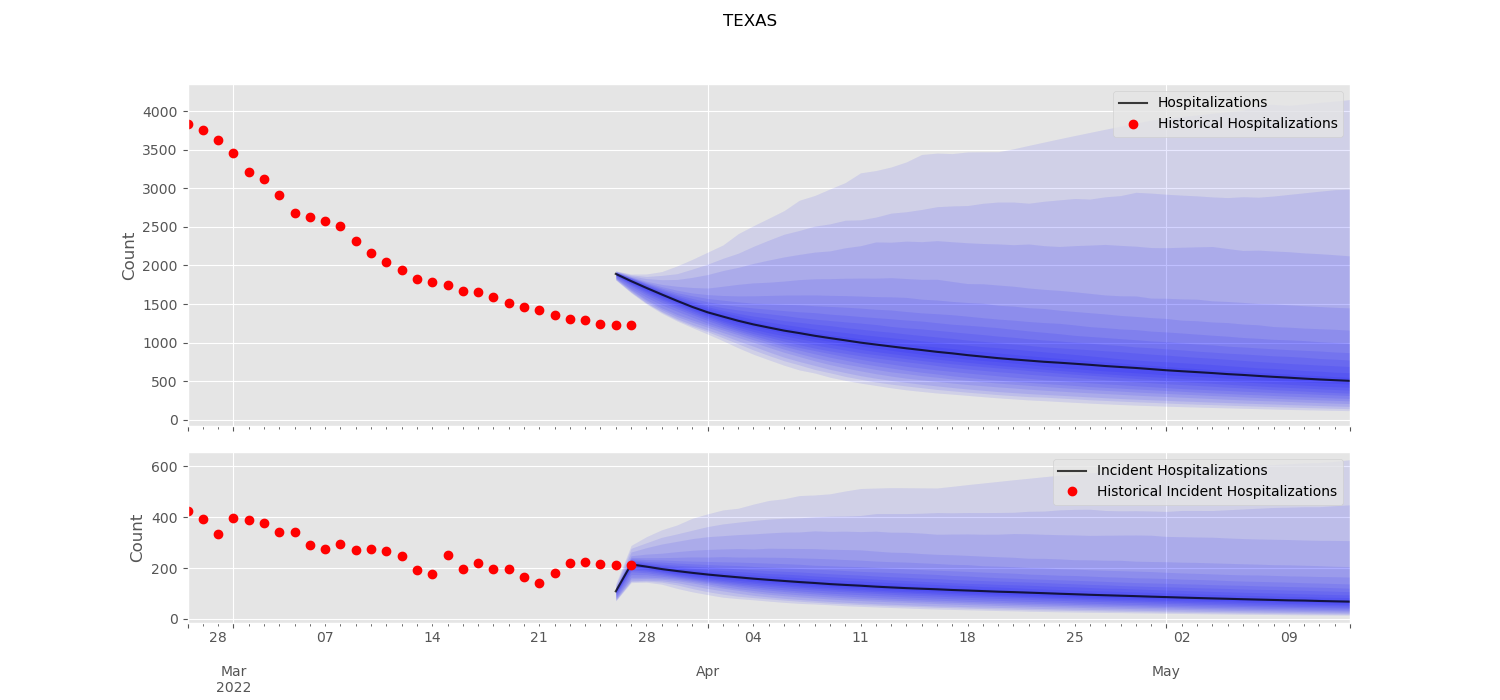 TEXAS
Hospitalizations
Historical Hospitalizations
Count
4000
3500
3000
2500
2000
1500
1000
500
0
Incident Hospitalizations
Historical Incident Hospitalizations
Count
600
400
200
0
28 07 14 21 28 04 11 18 25 02 09
Mar Apr May
2022